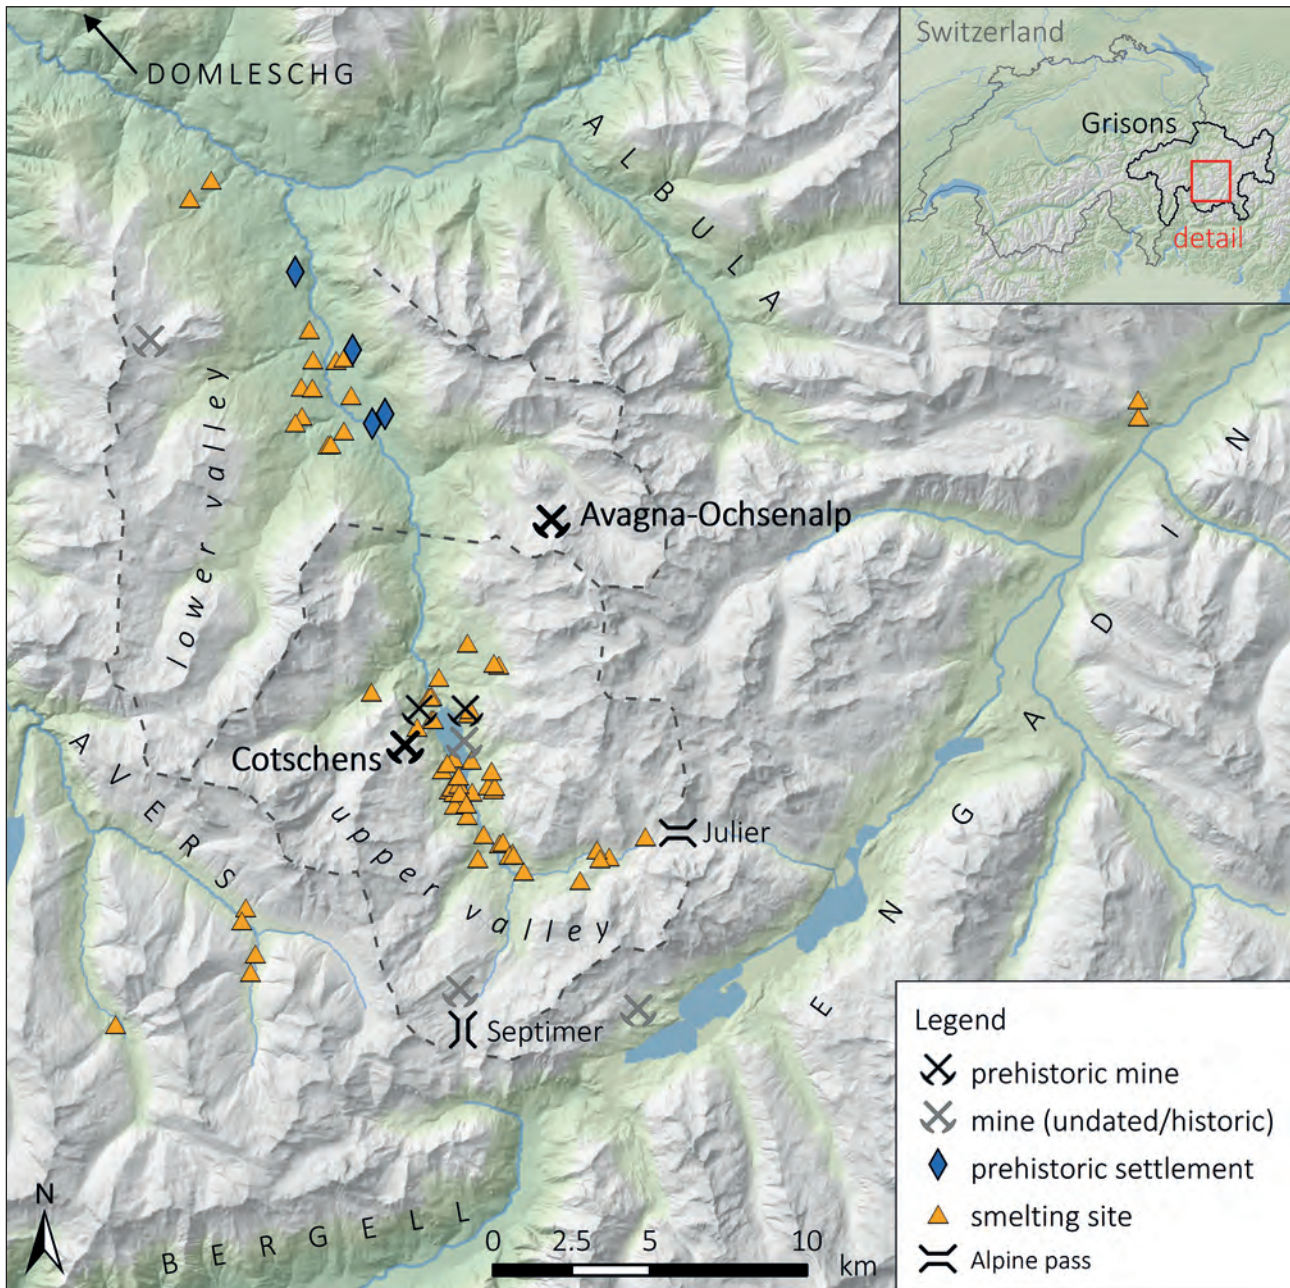 DOMLESCHG
Switzerland
Grisons
detail
ALBULA
lower valley
Avagna-Ochsenalp
ENGADIN
AVERS
Cotschens
upper valley
Julier
Septimer
BERGELL
N
0 2.5 5 10
km
Legend
prehistoric mine
mine (undated/historic)
prehistoric settlement
smelting site
Alpine pass